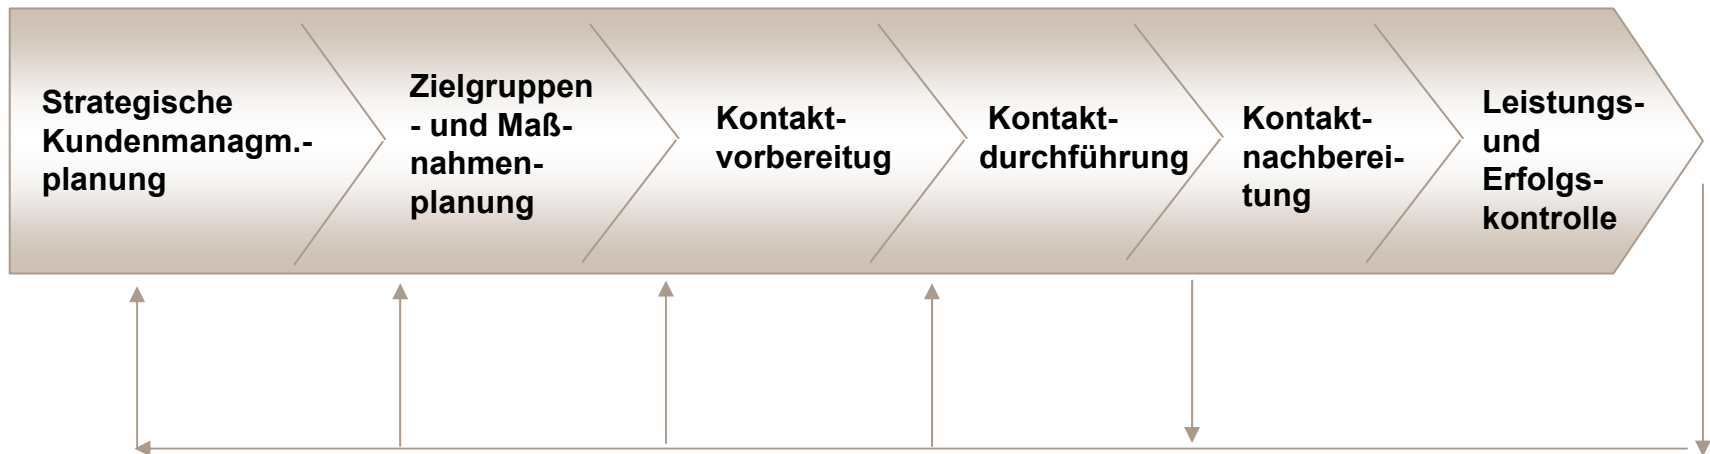 Strategische
Kundenmanagm.-
planung
Zielgruppen
- und Maß-
nahmen-
planung
Kontakt-
vorbereitug
Kontakt-
durchführung
Kontakt-
nachberei-
tung
Leistungs-
und
Erfolgs-
kontrolle